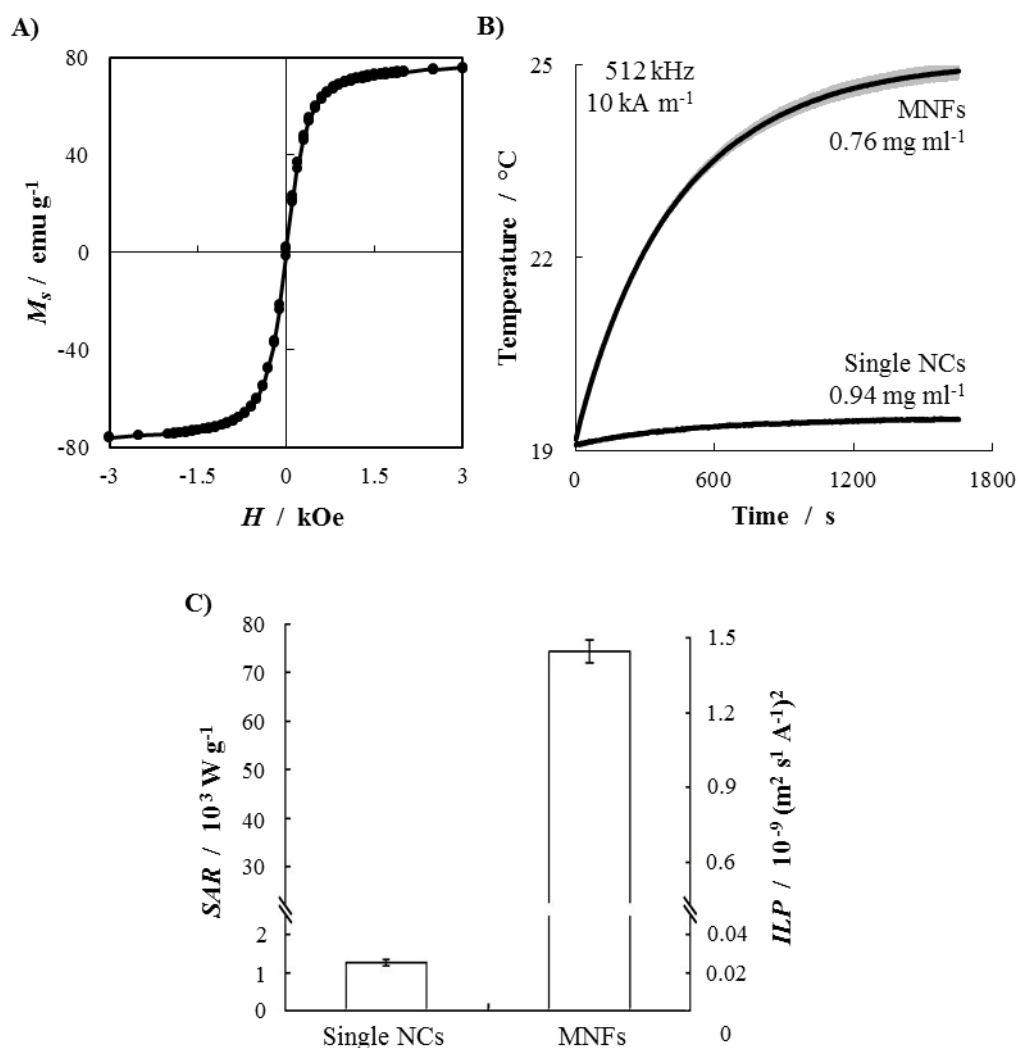 A)
80
40
0
-40
-80
-3
-1.5
0
1.5
3
M_s / emu g⁻¹
H / kOe
B)
512 kHz
10 kA m⁻¹
MNFs
0.76 mg ml⁻¹
Single NCs
0.94 mg ml⁻¹
25
22
19
0
600
1200
1800
Temperature / °C
Time / s
C)
80
70
60
50
40
30
2
1
0
SAR / 10³ W g⁻¹
1.5
1.2
0.9
0.6
0.04
0.02
0
ILP / 10⁻⁹ (m² s¹ A⁻¹)²
Single NCs
MNFs